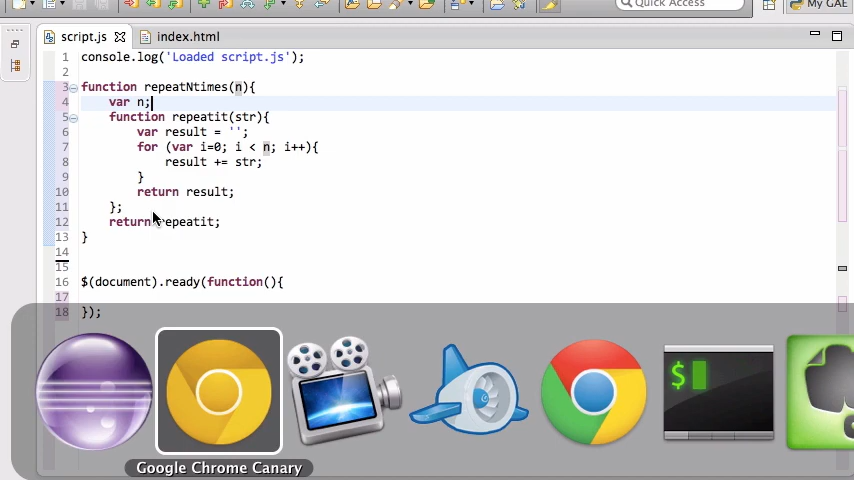 Quick Access
My GAE
script.js
index.html
1 console.log('Loaded script.js');
2
3 function repeatNtimes(n){
4 var n;
5 function repeatit(str){
6 var result = '';
7 for (var i=0; i < n; i++){
8 result += str;
9 }
10 return result;
11 };
12 return repeatit;
13 }
14
15
16 $(document).ready(function(){
17
18 });
$
Google Chrome Canary